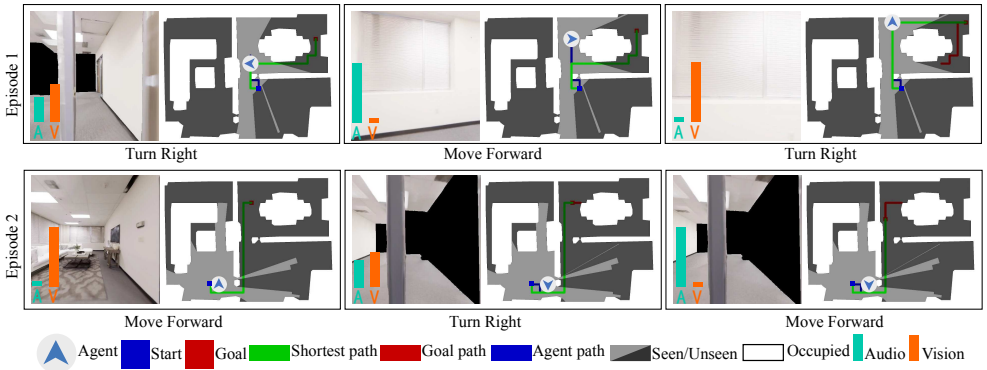 Episode 1
A V
A V
A V
Turn Right
Move Forward
Turn Right
Episode 2
A V
A V
A V
Move Forward
Turn Right
Move Forward
Agent Start Goal Shortest path Goal path Agent path Seen/Unseen Occupied Audio Vision